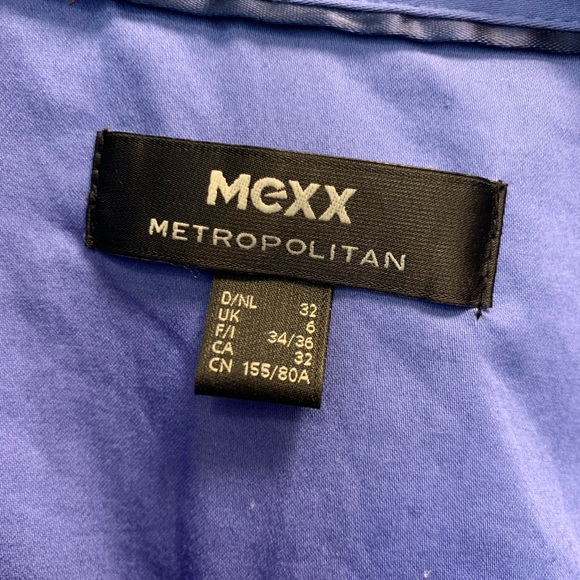 Mexx
METROPOLITAN
D/NL 32
UK 6
F/I 34/36
CA 32
CN 155/80A